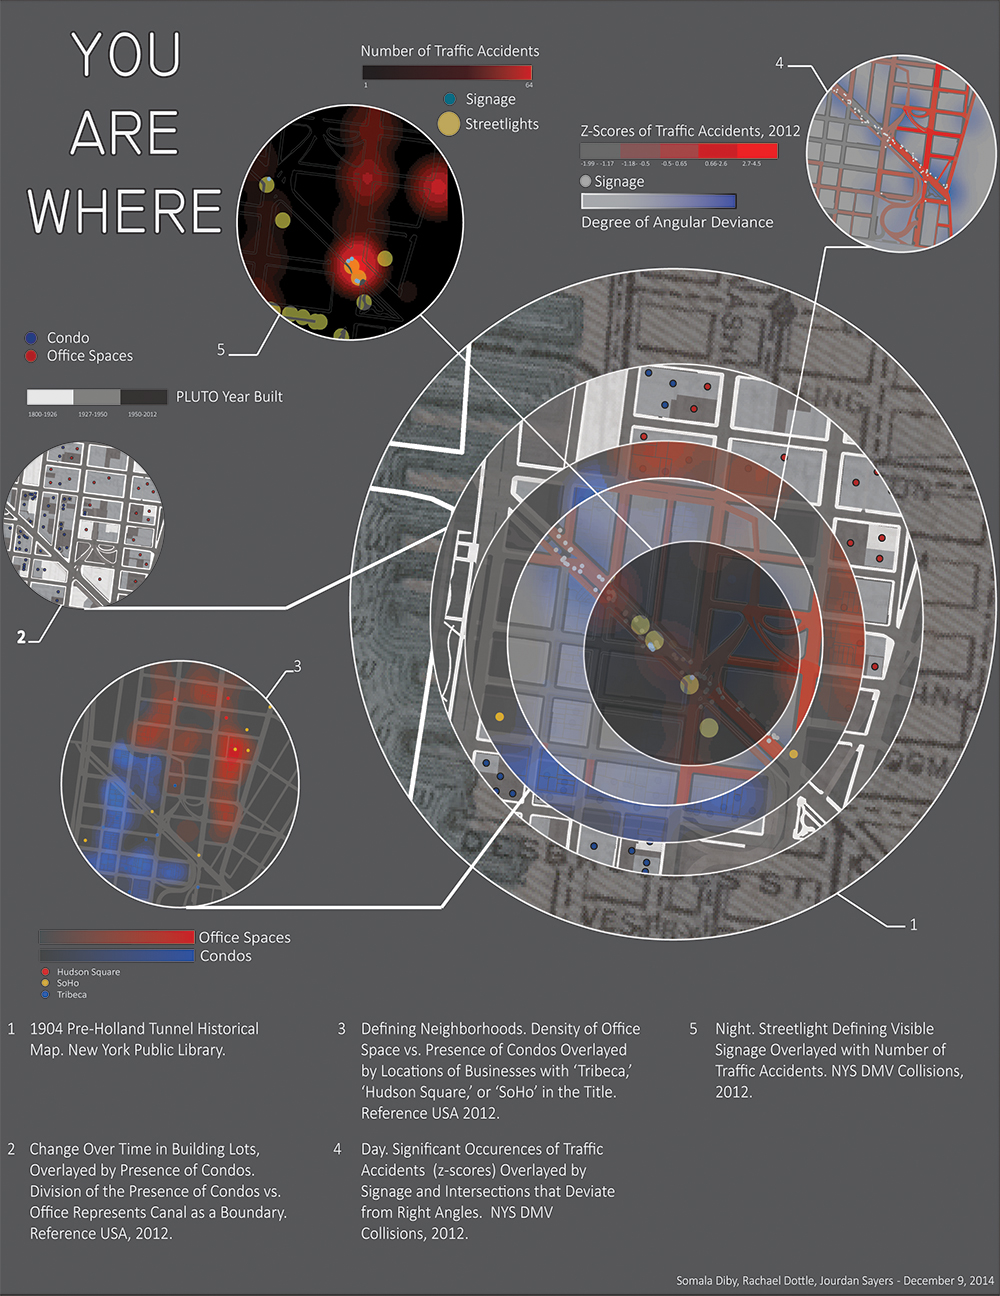 YOU
ARE
WHERE
Number of Traffic Accidents
1 64
Signage
Streetlights
4
Z-Scores of Traffic Accidents, 2012
-1.99 - -1.17 -1.18- -0.5 -0.5- 0.65 0.66-2.6 2.7-4.5
Signage
Degree of Angular Deviance
5
Condo
Office Spaces
PLUTO Year Built
1800-1926 1927-1950 1950-2012
2
3
1
ST.
VES
Office Spaces
Condos
Hudson Square
SoHo
Tribeca
1 1904 Pre-Holland Tunnel Historical
Map. New York Public Library.
2 Change Over Time in Building Lots,
Overlayed by Presence of Condos.
Division of the Presence of Condos vs.
Office Represents Canal as a Boundary.
Reference USA, 2012.
3 Defining Neighborhoods. Density of Office
Space vs. Presence of Condos Overlayed
by Locations of Businesses with ‘Tribeca,’
‘Hudson Square,’ or ‘SoHo’ in the Title.
Reference USA 2012.
4 Day. Significant Occurences of Traffic
Accidents (z-scores) Overlayed by
Signage and Intersections that Deviate
from Right Angles. NYS DMV
Collisions, 2012.
5 Night. Streetlight Defining Visible
Signage Overlayed with Number of
Traffic Accidents. NYS DMV Collisions,
2012.
Somala Diby, Rachael Dottle, Jourdan Sayers - December 9, 2014